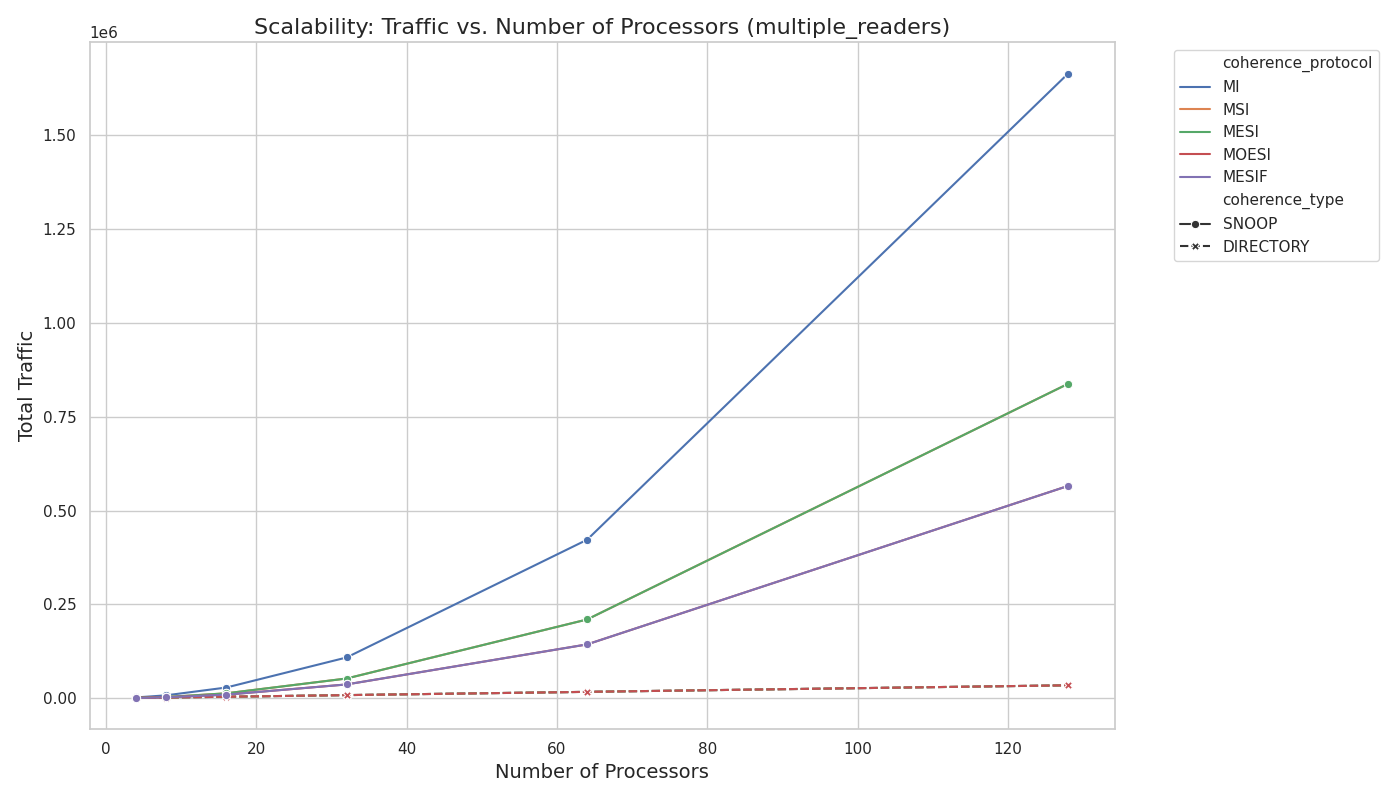 Scalability: Traffic vs. Number of Processors (multiple_readers)
1e6
1.50
1.25
1.00
0.75
0.50
0.25
0.00
Total Traffic
0 20 40 60 80 100 120
Number of Processors
coherence_protocol
MI
MSI
MESI
MOESI
MESIF
coherence_type
SNOOP
DIRECTORY